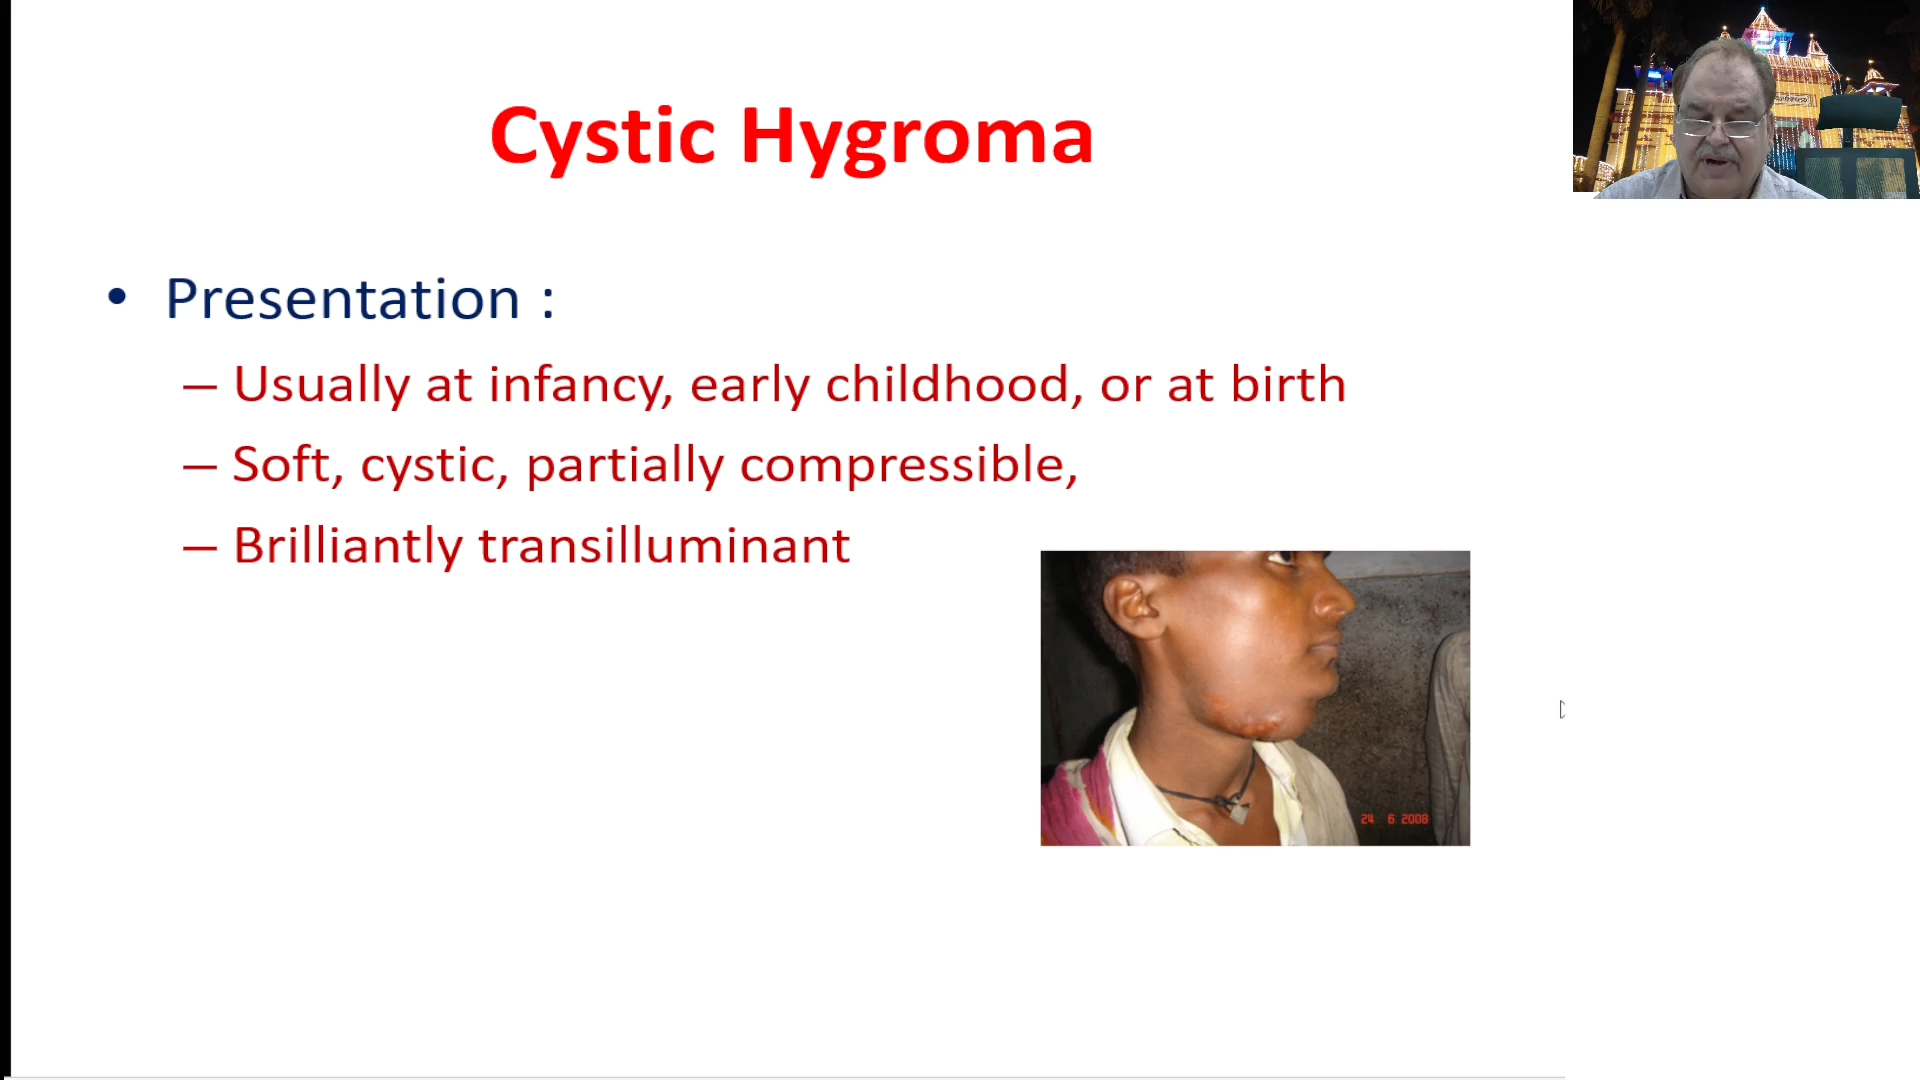 Cystic Hygroma
• Presentation :
– Usually at infancy, early childhood, or at birth
– Soft, cystic, partially compressible,
– Brilliantly transilluminant
24 6 2008